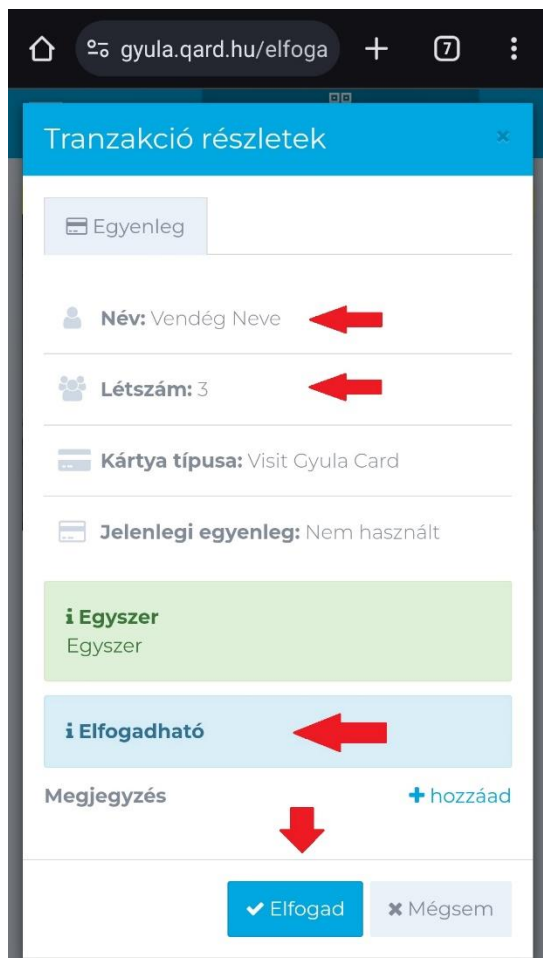 gyula.qard.hu/elfoga
7
Tranzakció részletek
Egyenleg
Név: Vendég Neve
Létszám: 3
Kártya típusa: Visit Gyula Card
Jelenlegi egyenleg: Nem használt
Egyszer
Egyszer
Elfogadható
Megjegyzés + hozzáad
Elfogad Mégsem